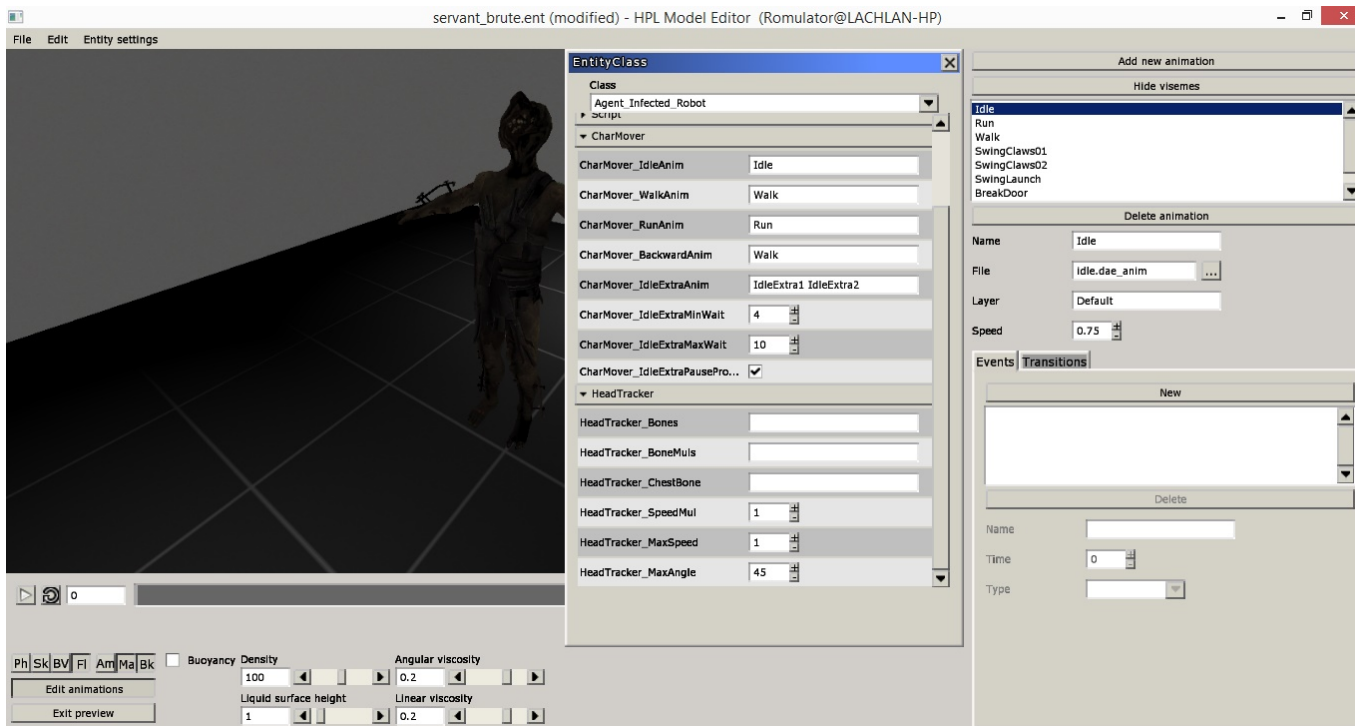 servant_brute.ent (modified) - HPL Model Editor (Romulator@LACHLAN-HP)
File Edit Entity settings
EntityClass
Class
Agent_Infected_Robot
Script
CharMover
CharMover_IdleAnim Idle
CharMover_WalkAnim Walk
CharMover_RunAnim Run
CharMover_BackwardAnim Walk
CharMover_IdleExtraAnim IdleExtra1 IdleExtra2
CharMover_IdleExtraMinWait 4
CharMover_IdleExtraMaxWait 10
CharMover_IdleExtraPausePro...
HeadTracker
HeadTracker_Bones
HeadTracker_BoneMuls
HeadTracker_ChestBone
HeadTracker_SpeedMul 1
HeadTracker_MaxSpeed 1
HeadTracker_MaxAngle 45
Add new animation
Hide visemes
Idle
Run
Walk
SwingClaws01
SwingClaws02
SwingLaunch
BreakDoor
Delete animation
Name Idle
File idle.dae_anim ...
Layer Default
Speed 0.75
Events Transitions
New
Delete
Name
Time 0
Type
0
Ph Sk BV Fl Am Ma Bk
Edit animations
Exit preview
Buoyancy Density Angular viscosity
100 0.2
Liquid surface height Linear viscosity
1 0.2